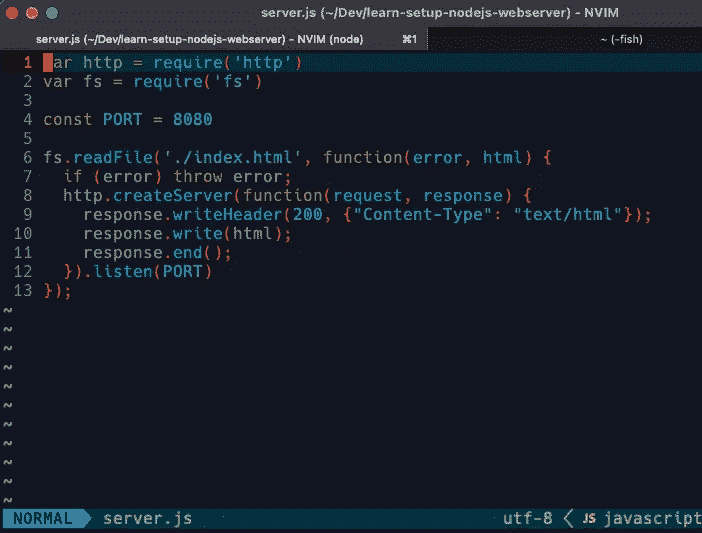 server.js (~/Dev/learn-setup-nodejs-webserver) - NVIM
server.js (~/Dev/learn-setup-nodejs-webserver) - NVIM (node) ⌘1 ~ (-fish)
1 var http = require('http')
2 var fs = require('fs')
3
4 const PORT = 8080
5
6 fs.readFile('./index.html', function(error, html) {
7   if (error) throw error;
8   http.createServer(function(request, response) {
9     response.writeHeader(200, {"Content-Type": "text/html"});
10     response.write(html);
11     response.end();
12   }).listen(PORT)
13 });
~
~
~
~
~
~
~
~
~
~
~
NORMAL server.js utf-8 JS javascript